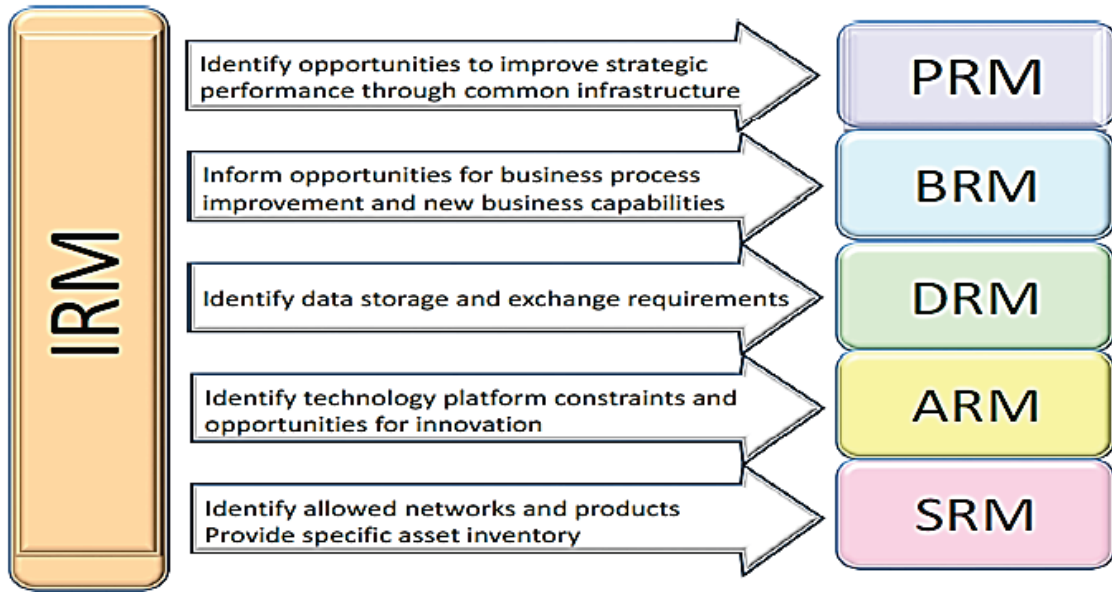 IRM
Identify opportunities to improve strategic
performance through common infrastructure
PRM
Inform opportunities for business process
improvement and new business capabilities
BRM
Identify data storage and exchange requirements
DRM
Identify technology platform constraints and
opportunities for innovation
ARM
Identify allowed networks and products
Provide specific asset inventory
SRM